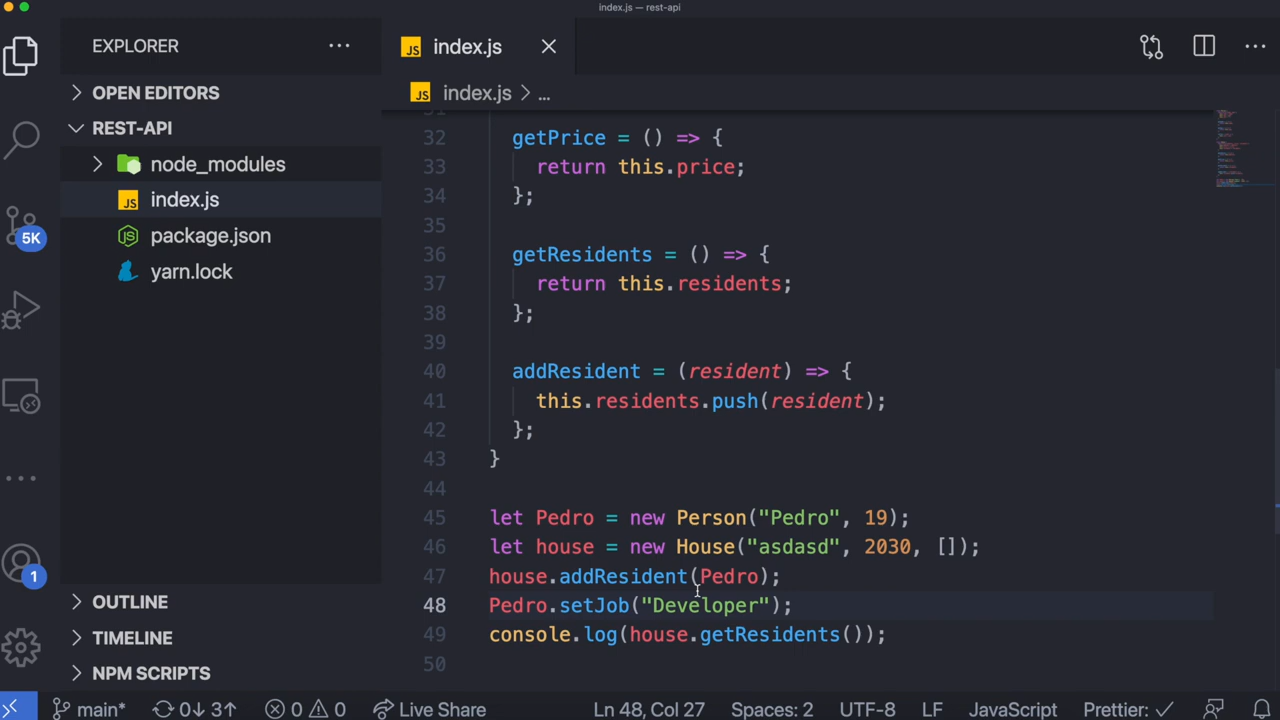 index.js — rest-api
EXPLORER
OPEN EDITORS
REST-API
node_modules
JS index.js
package.json
yarn.lock
OUTLINE
TIMELINE
NPM SCRIPTS
5K
1
JS index.js
JS index.js > ...
32 getPrice = () => {
33 return this.price;
34 };
35
36 getResidents = () => {
37 return this.residents;
38 };
39
40 addResident = (resident) => {
41 this.residents.push(resident);
42 };
43 }
44
45 let Pedro = new Person("Pedro", 19);
46 let house = new House("asdasd", 2030, []);
47 house.addResident(Pedro);
48 Pedro.setJob("Developer");
49 console.log(house.getResidents());
50
main* 0↓ 3↑ 0 0 Live Share Ln 48, Col 27 Spaces: 2 UTF-8 LF JavaScript Prettier: ✓